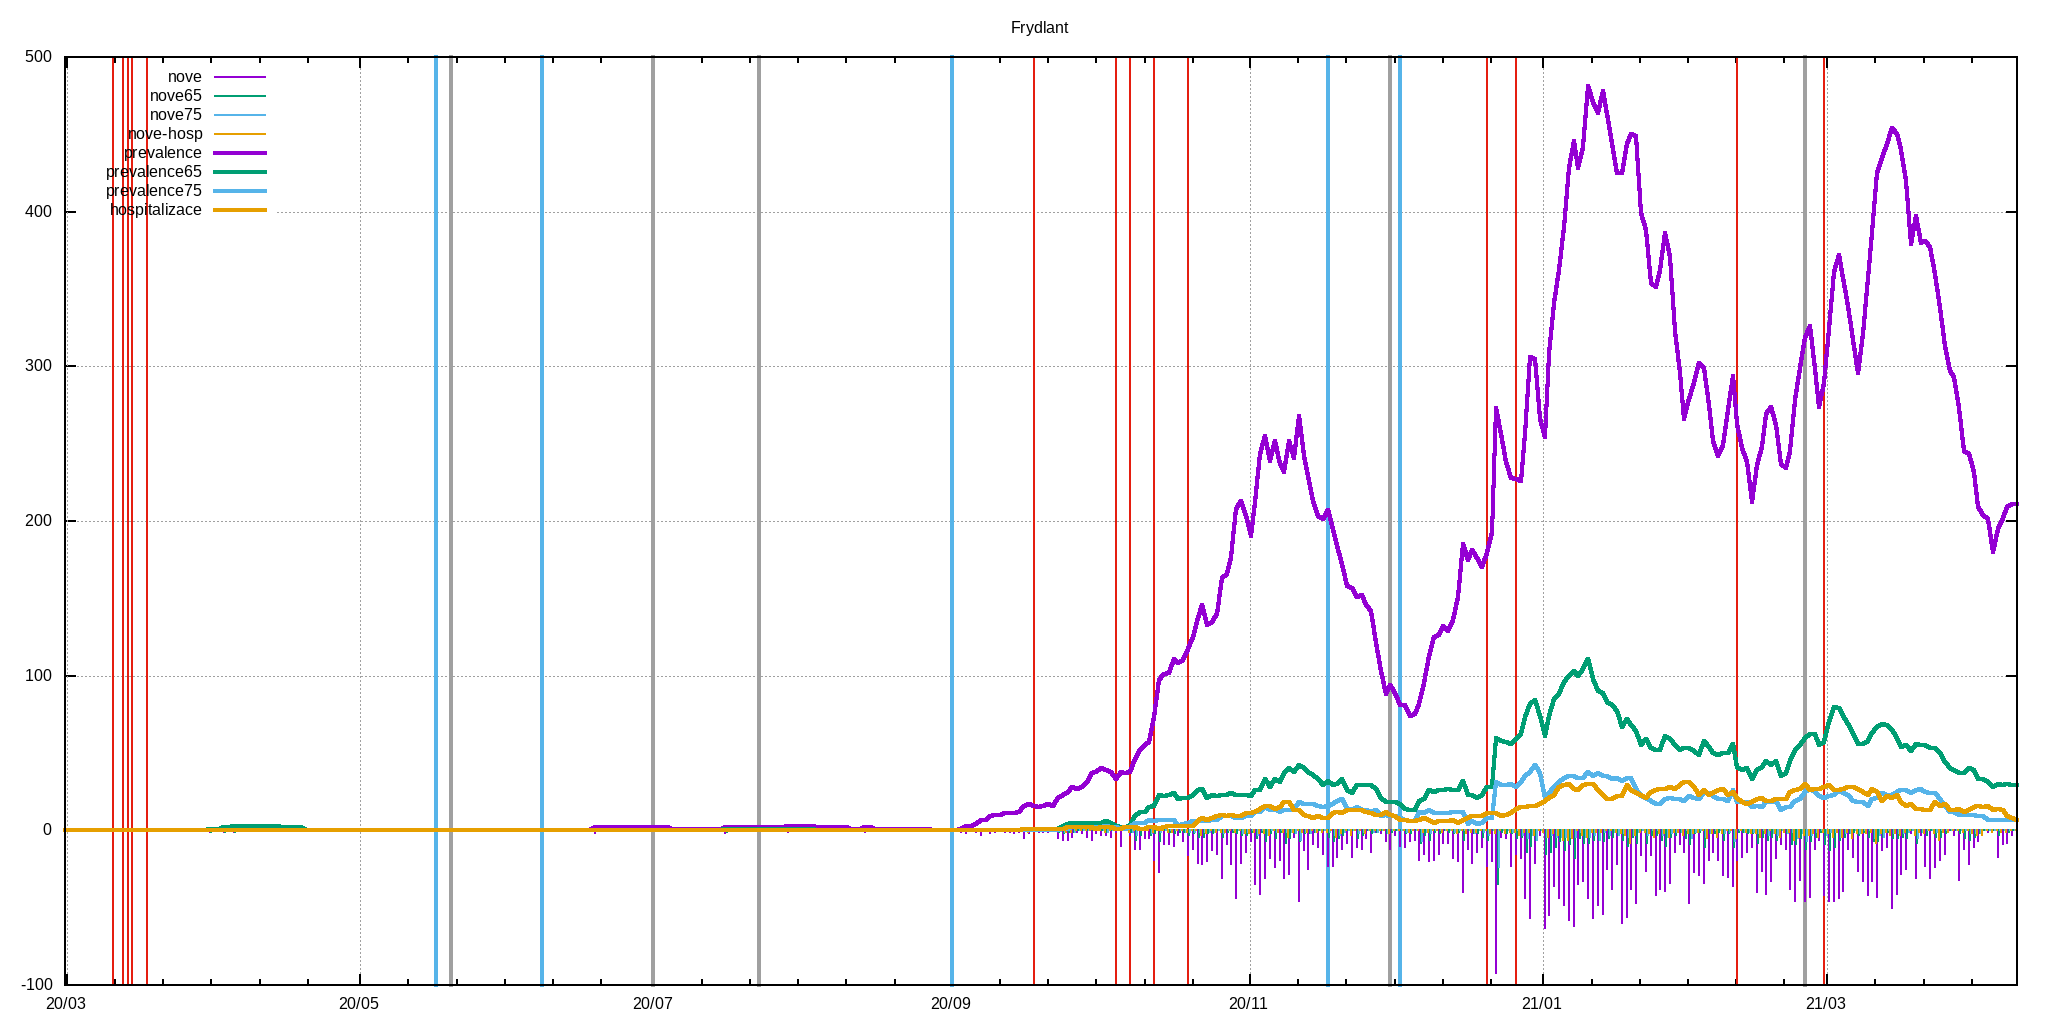 Frydlant
500
400
300
200
100
0
-100
nove
nove65
nove75
nove-hosp
prevalence
prevalence65
prevalence75
hospitalizace
20/03
20/05
20/07
20/09
20/11
21/01
21/03